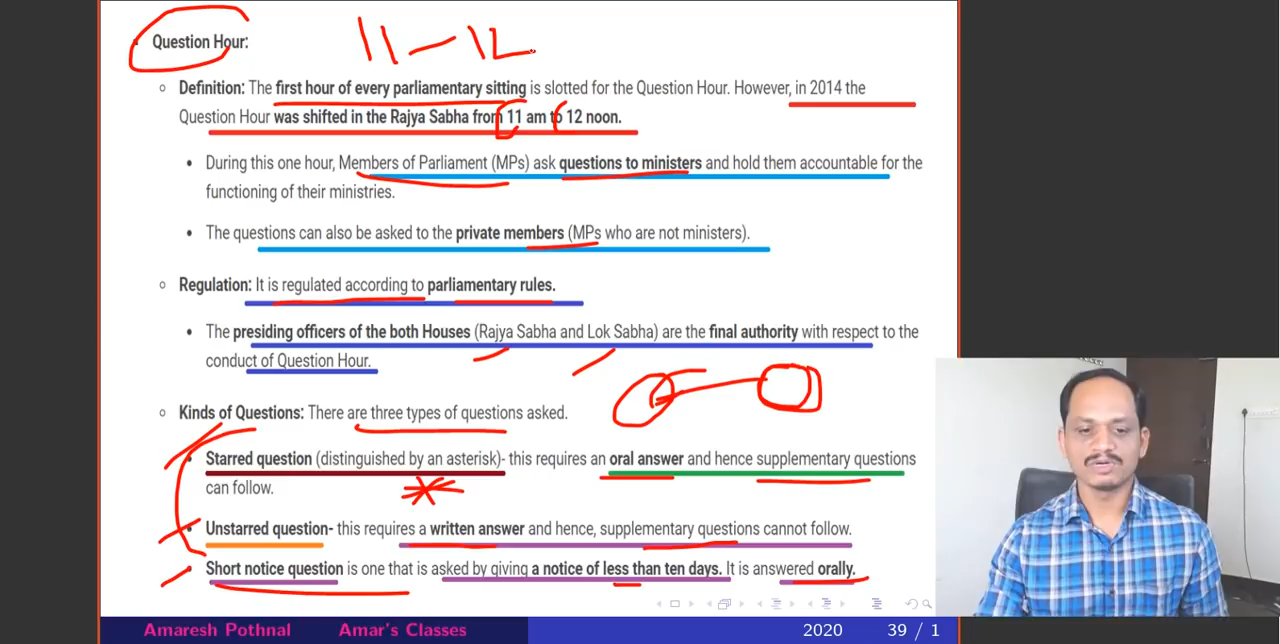 Question Hour:
11 – 12
Definition: The first hour of every parliamentary sitting is slotted for the Question Hour. However, in 2014 the
Question Hour was shifted in the Rajya Sabha from 11 am to 12 noon.
During this one hour, Members of Parliament (MPs) ask questions to ministers and hold them accountable for the
functioning of their ministries.
The questions can also be asked to the private members (MPs who are not ministers).
Regulation: It is regulated according to parliamentary rules.
The presiding officers of the both Houses (Rajya Sabha and Lok Sabha) are the final authority with respect to the
conduct of Question Hour.
Kinds of Questions: There are three types of questions asked.
Starred question (distinguished by an asterisk)- this requires an oral answer and hence supplementary questions
can follow.
Unstarred question- this requires a written answer and hence, supplementary questions cannot follow.
Short notice question is one that is asked by giving a notice of less than ten days. It is answered orally.
Amaresh Pothnal Amar's Classes 2020 39 / 1